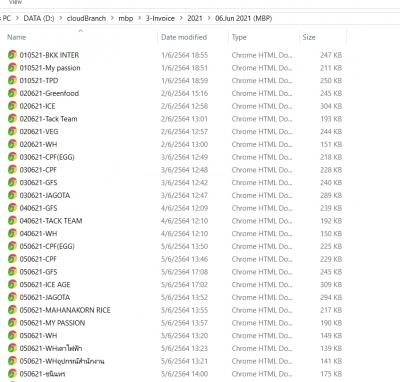 View
PC > DATA (D:) > cloudBranch > mbp > 3-Invoice > 2021 > 06.Jun 2021 (MBP)
Name Date modified Type Size
010521-BKK INTER 1/6/2564 18:55 Chrome HTML Do... 247 KB
010521-My passion 1/6/2564 18:51 Chrome HTML Do... 211 KB
010521-TPD 1/6/2564 18:59 Chrome HTML Do... 250 KB
020621-Greenfood 2/6/2564 15:16 Chrome HTML Do... 245 KB
020621-ICE 2/6/2564 12:58 Chrome HTML Do... 304 KB
020621-Tack Team 2/6/2564 13:01 Chrome HTML Do... 193 KB
020621-VEG 2/6/2564 12:57 Chrome HTML Do... 244 KB
020621-WH 2/6/2564 13:00 Chrome HTML Do... 151 KB
030621-CPF(EGG) 3/6/2564 12:49 Chrome HTML Do... 218 KB
030621-CPF 3/6/2564 12:48 Chrome HTML Do... 228 KB
030621-GFS 3/6/2564 12:42 Chrome HTML Do... 240 KB
030631-JAGOTA 3/6/2564 12:47 Chrome HTML Do... 289 KB
040621-GFS 4/6/2564 12:09 Chrome HTML Do... 239 KB
040621-TACK TEAM 4/6/2564 12:10 Chrome HTML Do... 192 KB
040621-WH 4/6/2564 12:10 Chrome HTML Do... 150 KB
050621-CPF(EGG) 5/6/2564 13:50 Chrome HTML Do... 225 KB
050621-CPF 5/6/2564 13:46 Chrome HTML Do... 229 KB
050621-GFS 5/6/2564 17:08 Chrome HTML Do... 245 KB
050621-ICE AGE 5/6/2564 17:02 Chrome HTML Do... 309 KB
050621-JAGOTA 5/6/2564 13:52 Chrome HTML Do... 294 KB
050621-MAHANAKORN RICE 5/6/2564 13:55 Chrome HTML Do... 217 KB
050621-MY PASSION 5/6/2564 13:57 Chrome HTML Do... 190 KB
050621-WH 5/6/2564 13:20 Chrome HTML Do... 149 KB
050621-WHเตาไฟฟ้า 5/6/2564 13:23 Chrome HTML Do... 139 KB
050621-WHอุปกรณ์สำนักงาน 5/6/2564 13:21 Chrome HTML Do... 141 KB
050621-ชนินทร 5/6/2564 14:00 Chrome HTML Do... 175 KB